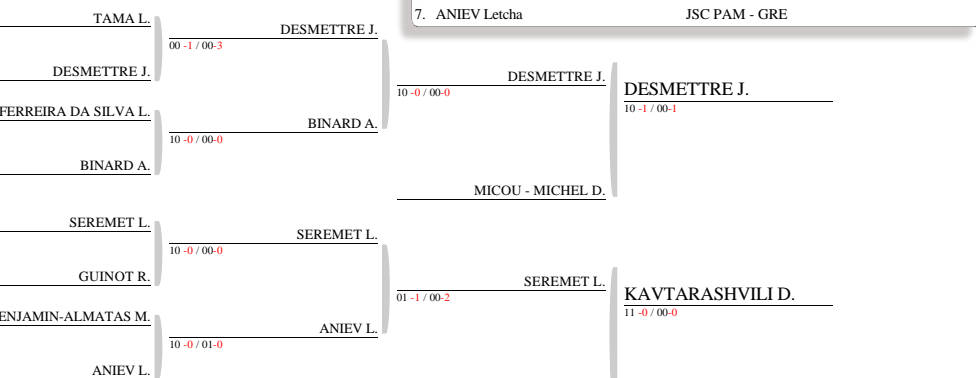 7. ANIEV Letcha JSC PAM - GRE
TAMA L.
DESMETTRE J.
00 -1 / 00-3
DESMETTRE J.
DESMETTRE J.
10 -0 / 00-0
DESMETTRE J.
10 -1 / 00-1
FERREIRA DA SILVA L.
BINARD A.
10 -0 / 00-0
BINARD A.
MICOU - MICHEL D.
SEREMET L.
SEREMET L.
10 -0 / 00-0
GUINOT R.
SEREMET L.
01 -1 / 00-2
KAVTARASHVILI D.
11 -0 / 00-0
ENJAMIN-ALMATAS M.
ANIEV L.
10 -0 / 01-0
ANIEV L.